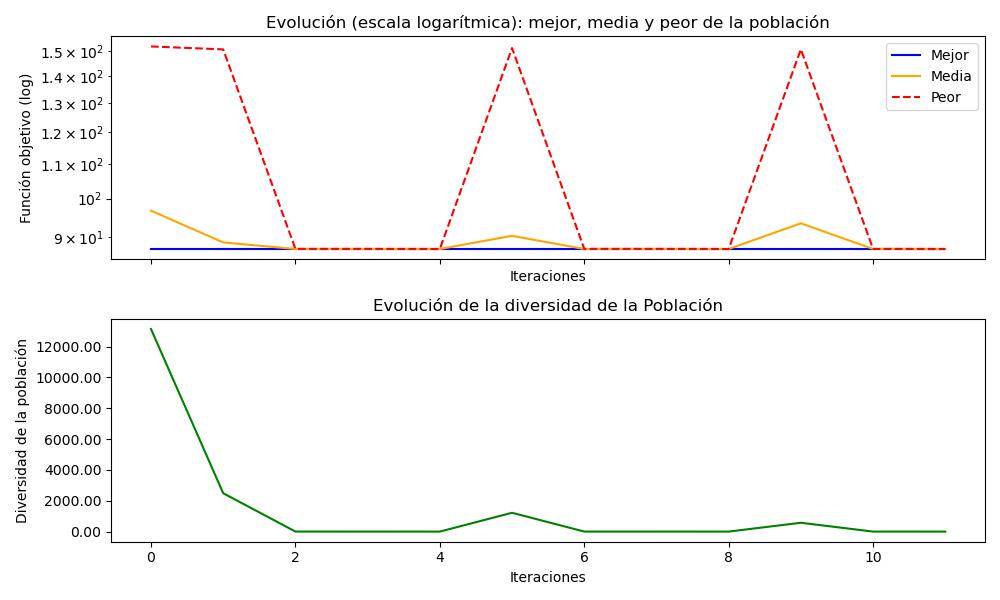 Evolución (escala logarítmica): mejor, media y peor de la población
Función objetivo (log)
1.5 × 10²
1.4 × 10²
1.3 × 10²
1.2 × 10²
1.1 × 10²
10²
9 × 10¹
Mejor
Media
Peor
Iteraciones
Evolución de la diversidad de la Población
Diversidad de la población
12000.00
10000.00
8000.00
6000.00
4000.00
2000.00
0.00
0 2 4 6 8 10
Iteraciones